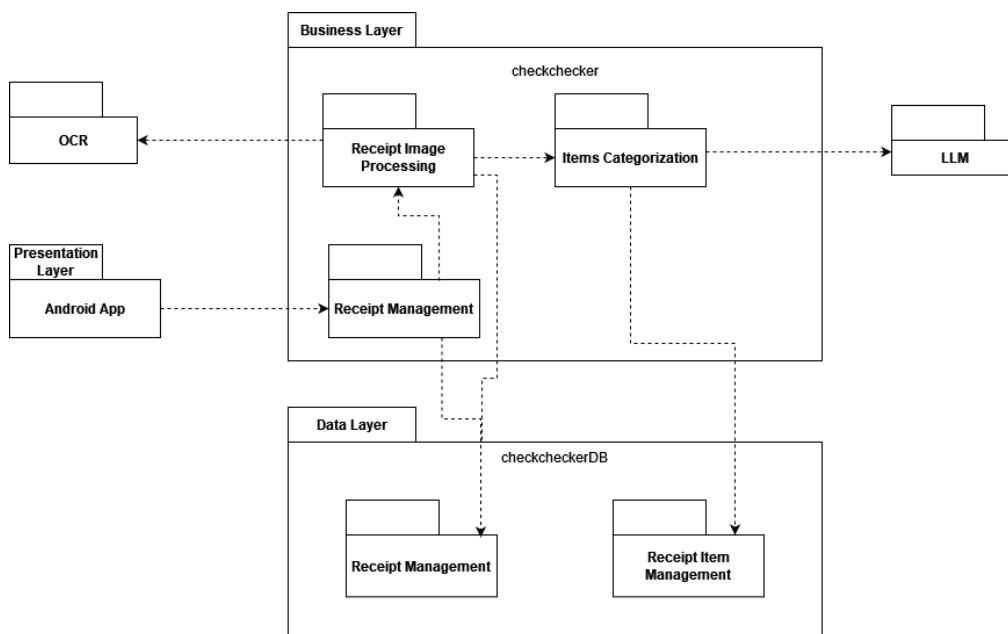 Business Layer
checkchecker
OCR
Receipt Image
Processing
Items Categorization
LLM
Presentation
Layer
Android App
Receipt Management
Data Layer
checkcheckerDB
Receipt Management
Receipt Item
Management